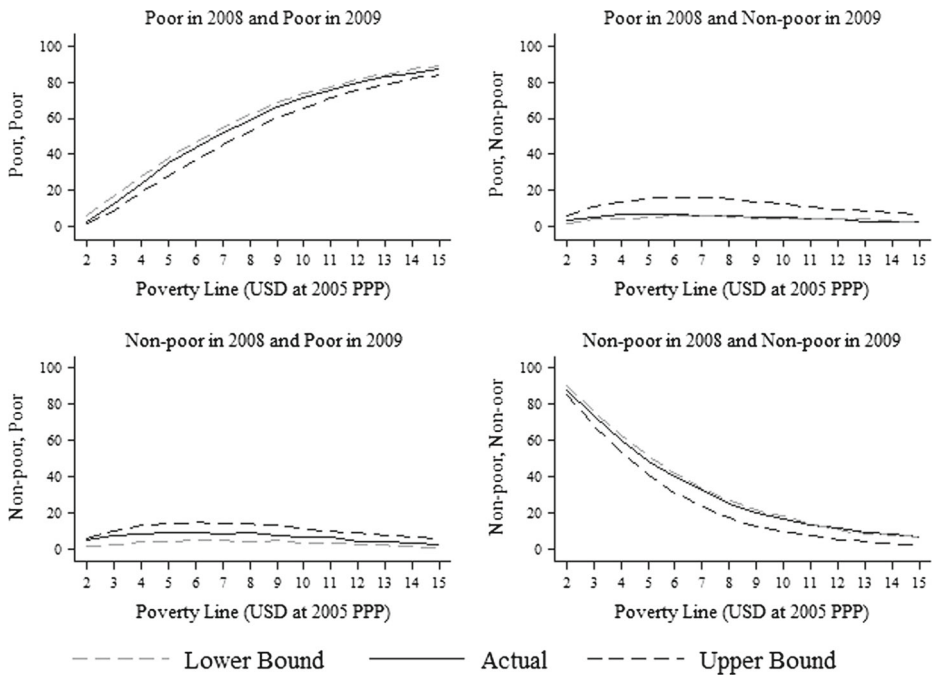 Poor in 2008 and Poor in 2009
Poor, Poor
100
80
60
40
20
0
2 3 4 5 6 7 8 9 10 11 12 13 14 15
Poverty Line (USD at 2005 PPP)
Poor in 2008 and Non-poor in 2009
Poor, Non-poor
100
80
60
40
20
0
2 3 4 5 6 7 8 9 10 11 12 13 14 15
Poverty Line (USD at 2005 PPP)
Non-poor in 2008 and Poor in 2009
Non-poor, Poor
100
80
60
40
20
0
2 3 4 5 6 7 8 9 10 11 12 13 14 15
Poverty Line (USD at 2005 PPP)
Non-poor in 2008 and Non-poor in 2009
Non-poor, Non-oor
100
80
60
40
20
0
2 3 4 5 6 7 8 9 10 11 12 13 14 15
Poverty Line (USD at 2005 PPP)
Lower Bound Actual Upper Bound